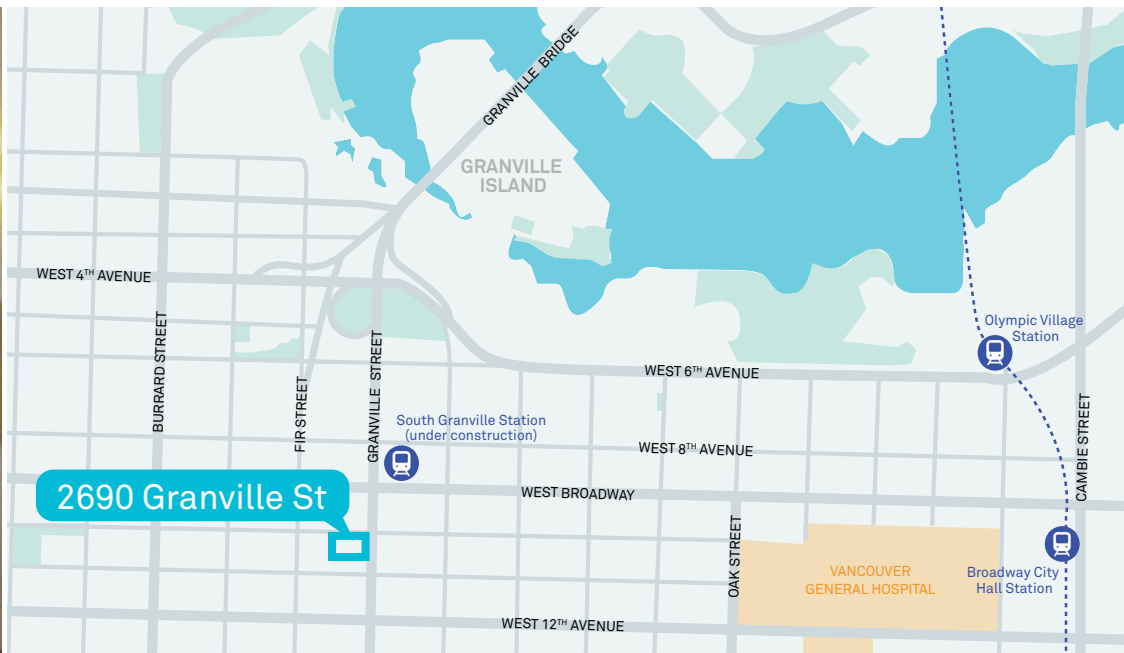 GRANVILLE BRIDGE
GRANVILLE
ISLAND
WEST 4TH AVENUE
BURRARD STREET
FIR STREET
GRANVILLE STREET
Olympic Village
Station
WEST 6TH AVENUE
South Granville Station
(under construction)
WEST 8TH AVENUE
CAMBIE STREET
2690 Granville St
WEST BROADWAY
OAK STREET
VANCOUVER
GENERAL HOSPITAL
Broadway City
Hall Station
WEST 12TH AVENUE